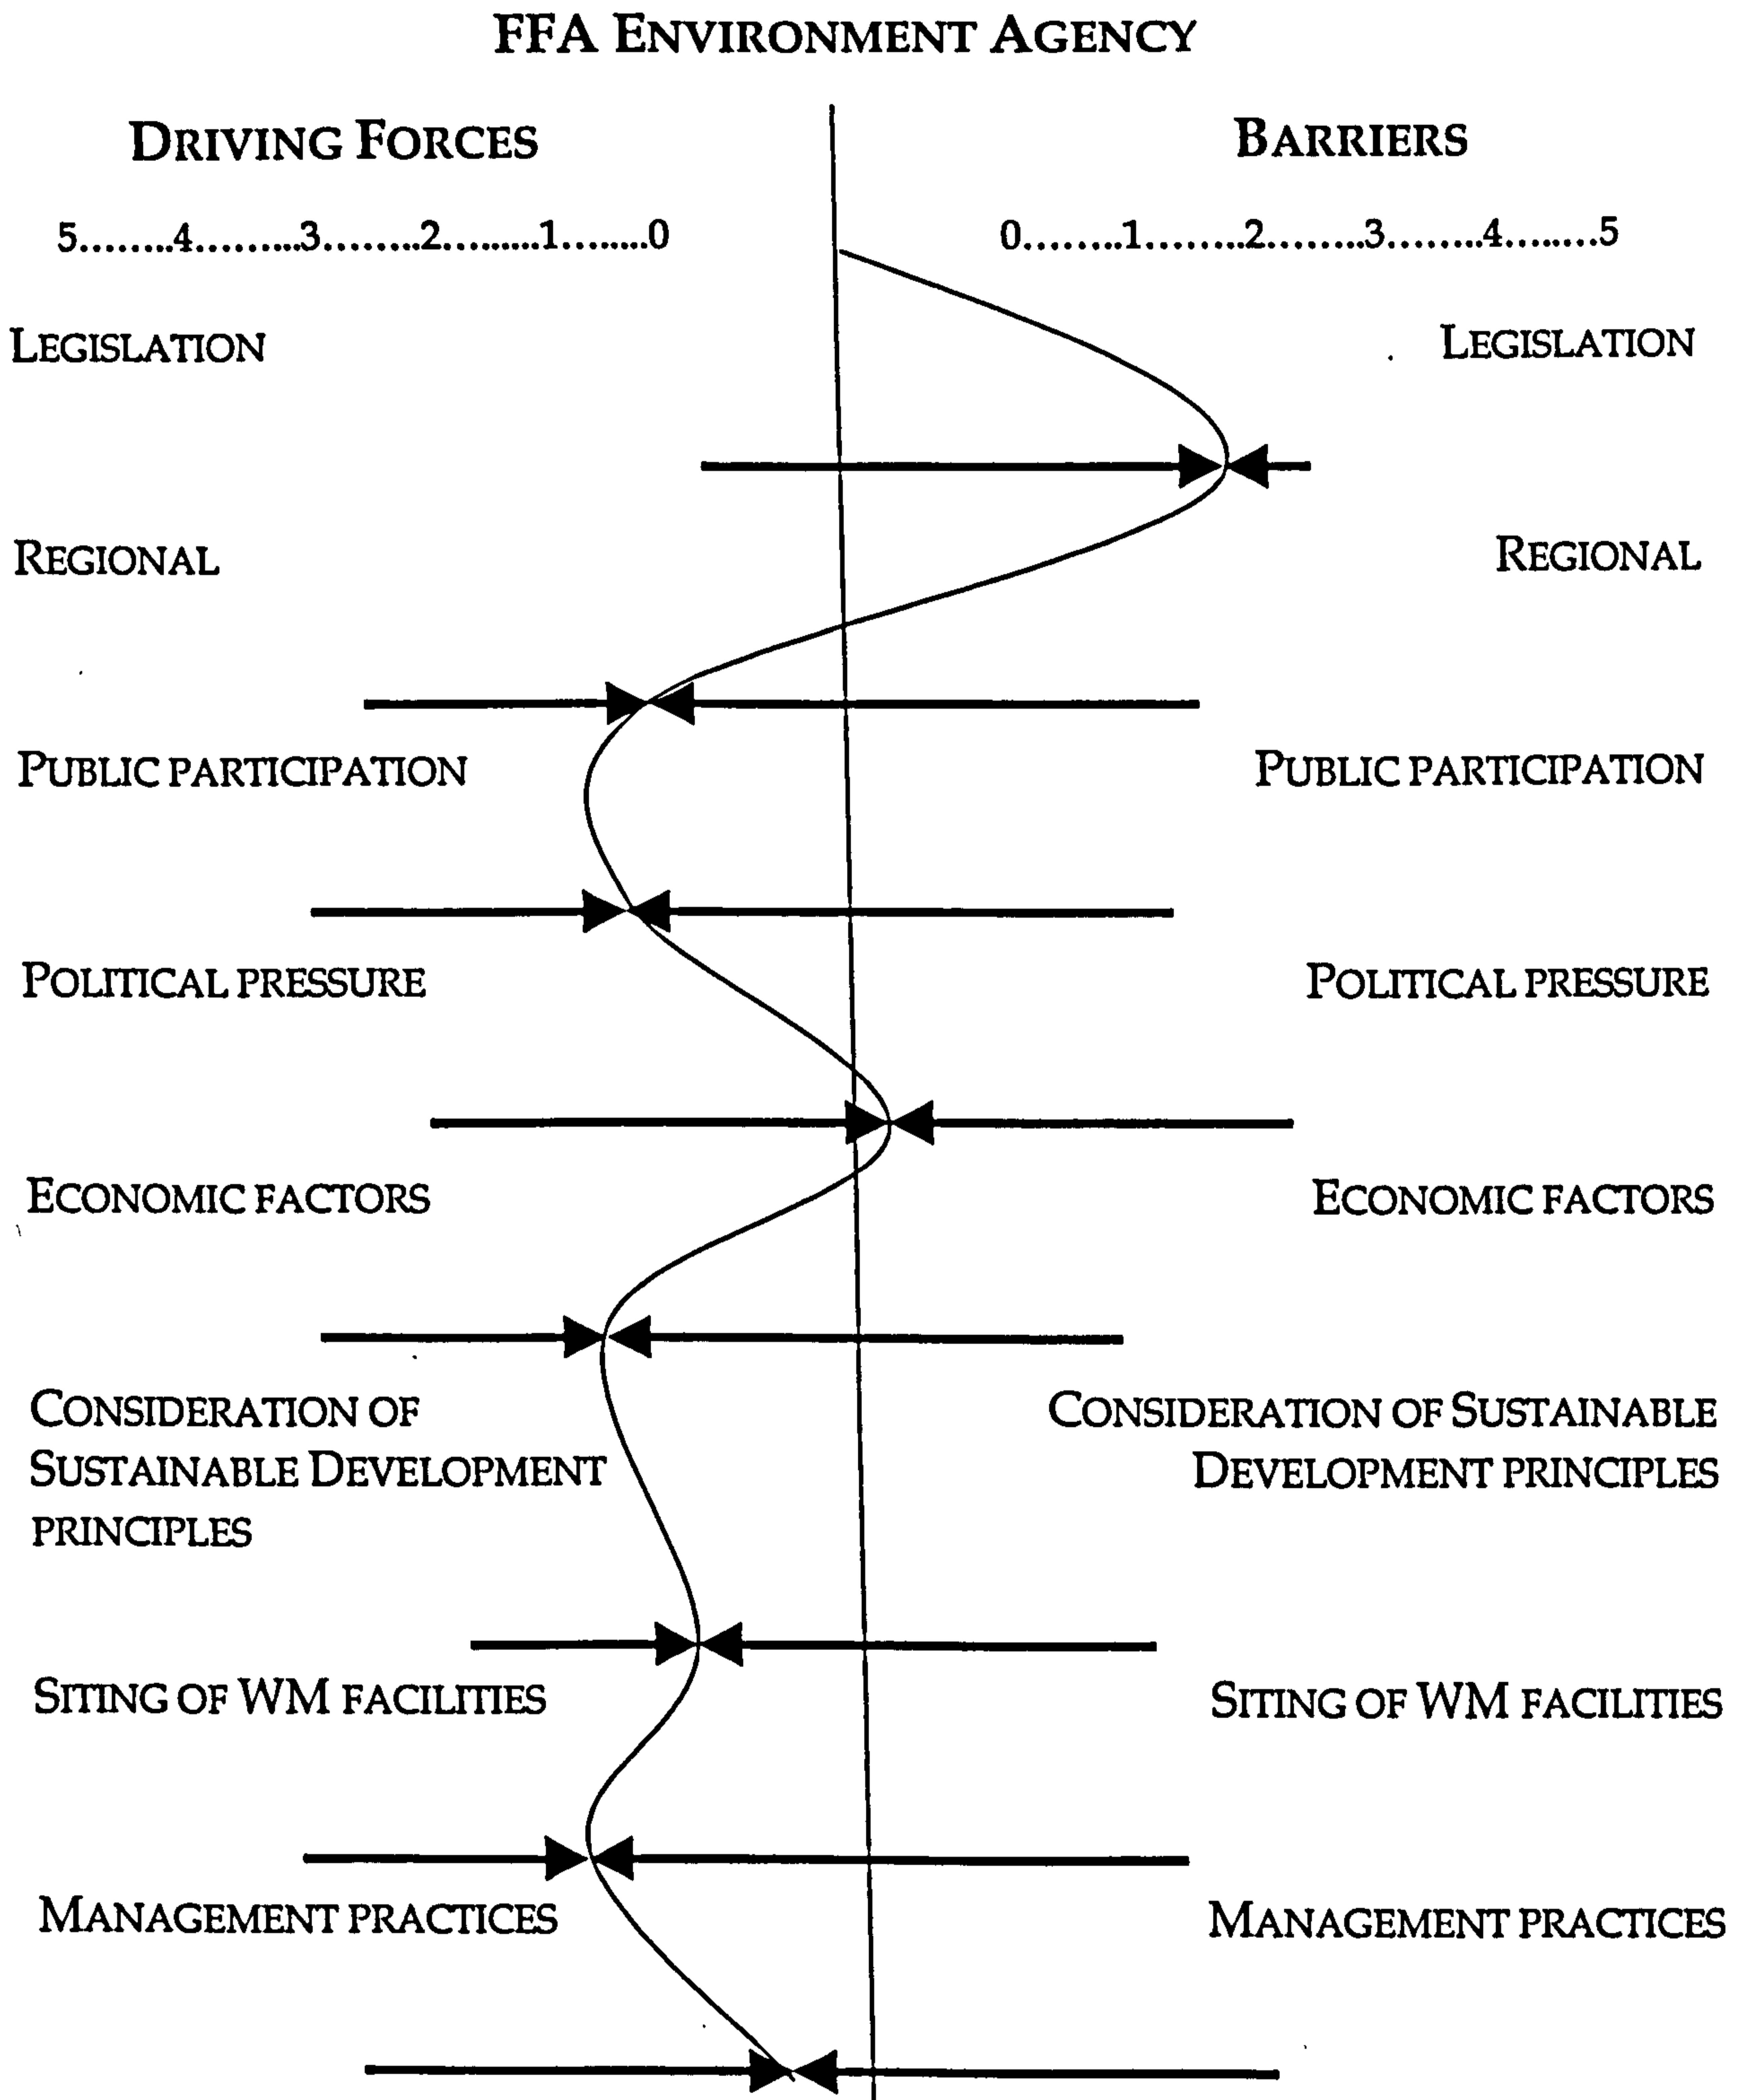 FFA ENVIRONMENT AGENCY
DRIVING FORCES
BARRIERS
5........4.........3........2.........1........0
0........1.......2........3........4........5
LEGISLATION
LEGISLATION
REGIONAL
REGIONAL
PUBLIC PARTICIPATION
PUBLIC PARTICIPATION
POLITICAL PRESSURE
POLITICAL PRESSURE
ECONOMIC FACTORS
ECONOMIC FACTORS
CONSIDERATION OF
SUSTAINABLE DEVELOPMENT
PRINCIPLES
CONSIDERATION OF SUSTAINABLE
DEVELOPMENT PRINCIPLES
SITING OF WM FACILITIES
SITING OF WM FACILITIES
MANAGEMENT PRACTICES
MANAGEMENT PRACTICES